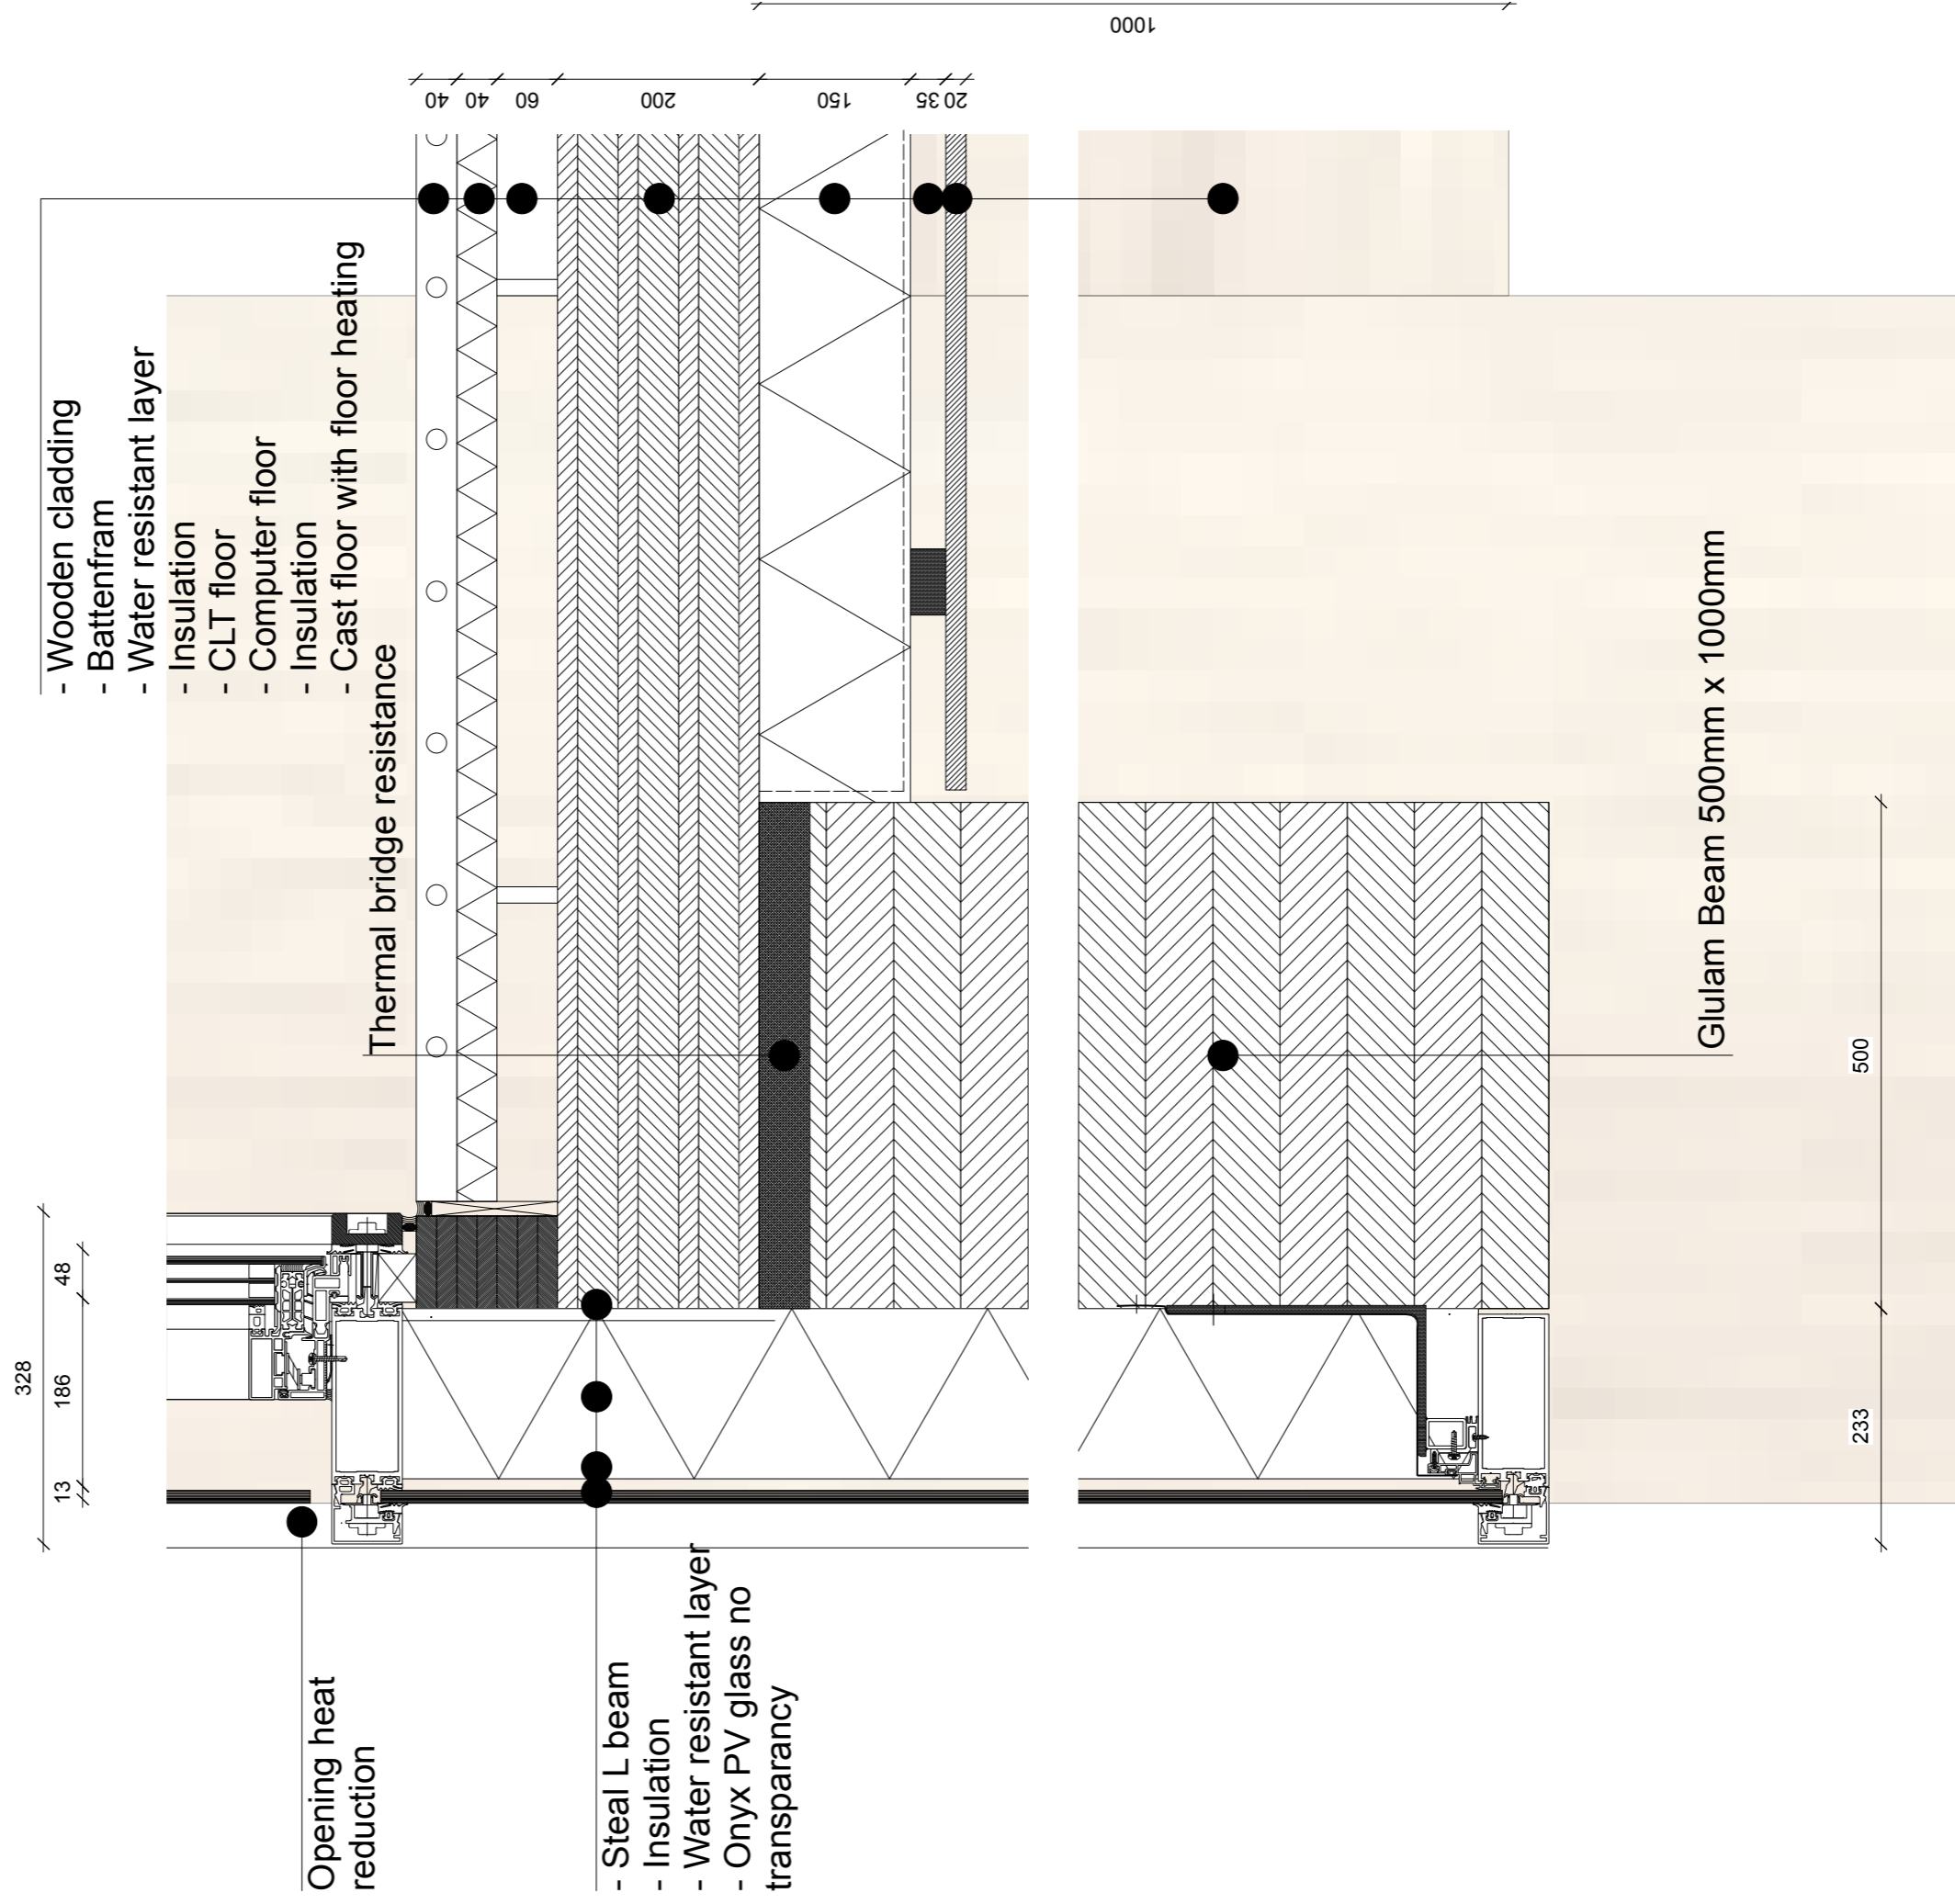 1000
40
40
60
200
150
35
20
- Wooden cladding
- Battenfram
- Water resistant layer
- Insulation
- CLT floor
- Computer floor
- Insulation
- Cast floor with floor heating
Thermal bridge resistance
Glulam Beam 500mm x 1000mm
500
233
328
48
186
13
Opening heat
reduction
- Steal L beam
- Insulation
- Water resistant layer
- Onyx PV glass no
transparancy